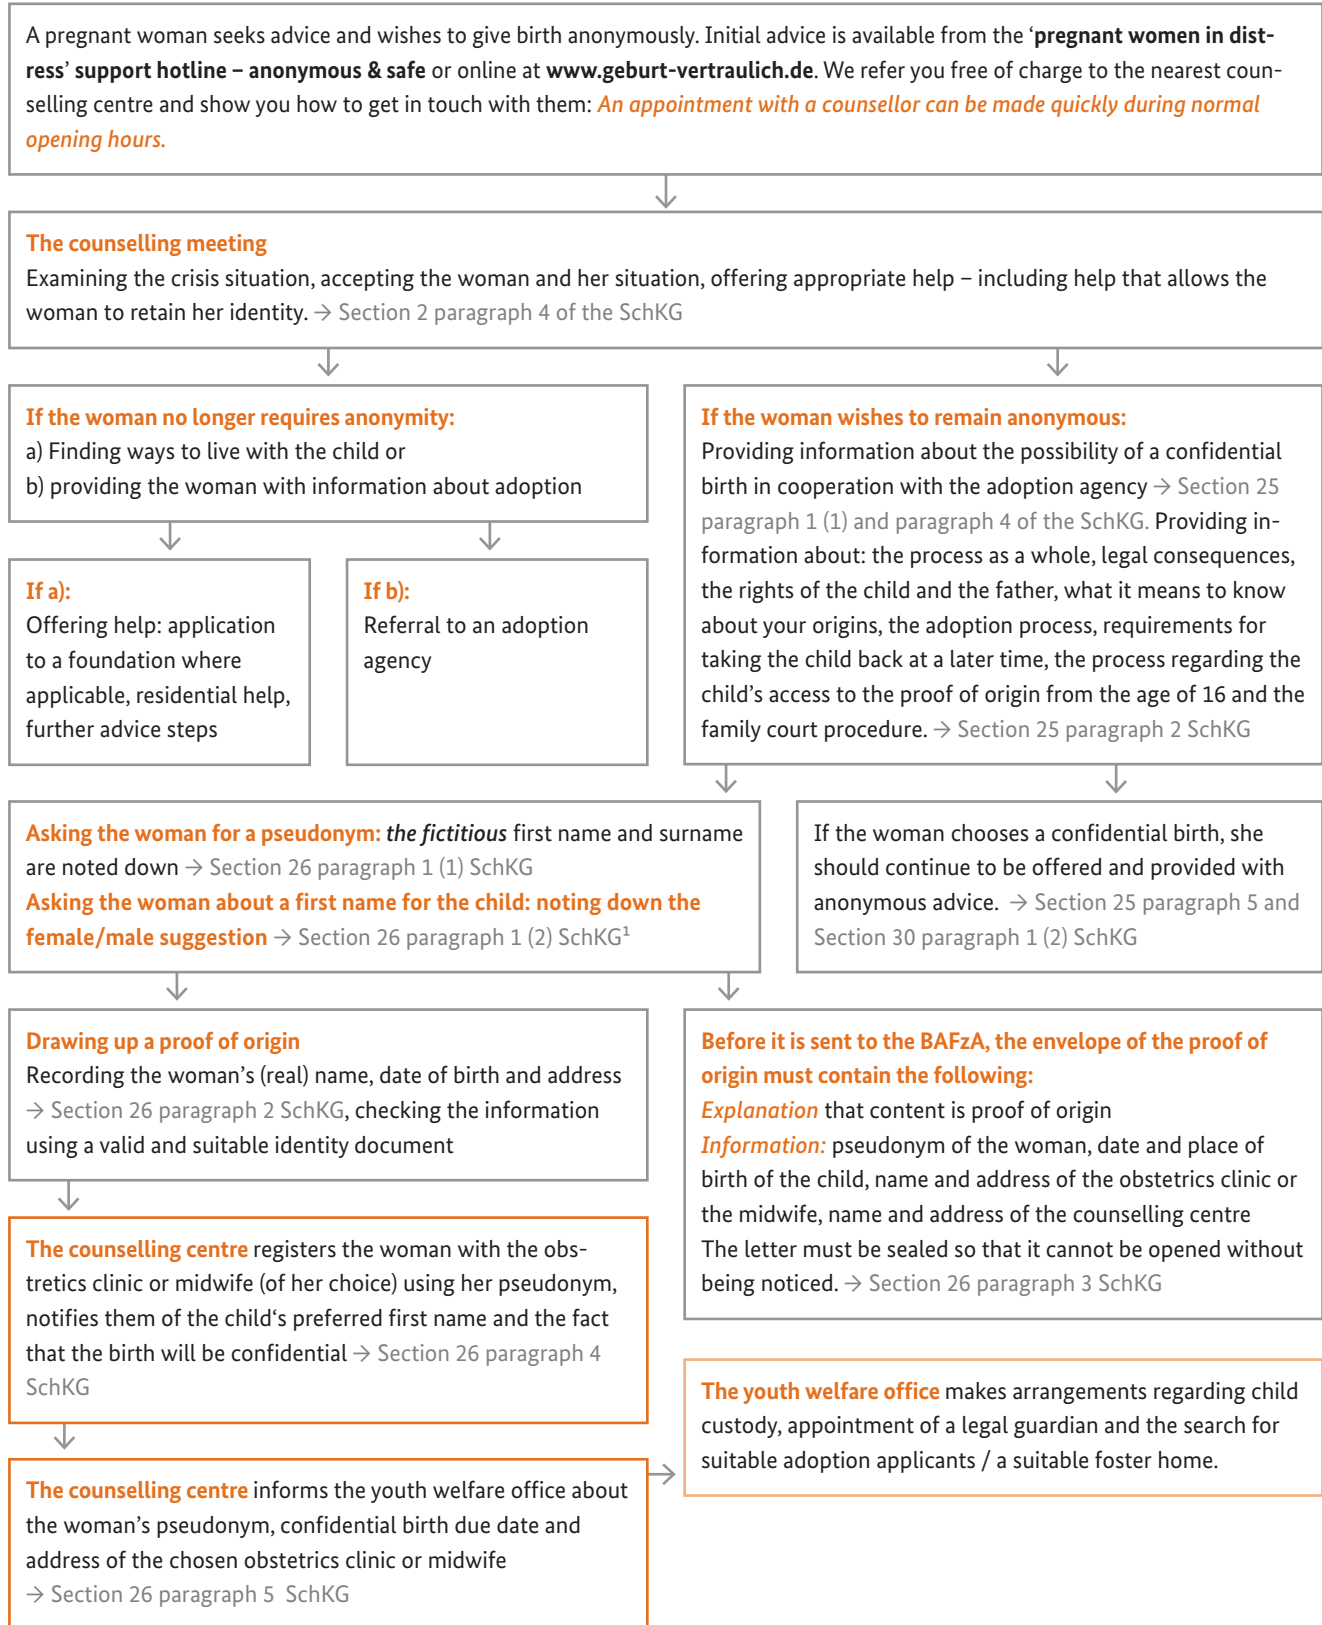 A pregnant woman seeks advice and wishes to give birth anonymously. Initial advice is available from the ‘pregnant women in dist-
ress’ support hotline – anonymous & safe or online at www.geburt-vertraulich.de. We refer you free of charge to the nearest coun-
selling centre and show you how to get in touch with them: An appointment with a counsellor can be made quickly during normal
opening hours.
The counselling meeting
Examining the crisis situation, accepting the woman and her situation, offering appropriate help – including help that allows the
woman to retain her identity. → Section 2 paragraph 4 of the SchKG
If the woman no longer requires anonymity:
a) Finding ways to live with the child or
b) providing the woman with information about adoption
If a):
Offering help: application
to a foundation where
applicable, residential help,
further advice steps
If b):
Referral to an adoption
agency
If the woman wishes to remain anonymous:
Providing information about the possibility of a confidential
birth in cooperation with the adoption agency → Section 25
paragraph 1 (1) and paragraph 4 of the SchKG. Providing in-
formation about: the process as a whole, legal consequences,
the rights of the child and the father, what it means to know
about your origins, the adoption process, requirements for
taking the child back at a later time, the process regarding the
child’s access to the proof of origin from the age of 16 and the
family court procedure. → Section 25 paragraph 2 SchKG
Asking the woman for a pseudonym: the fictitious first name and surname
are noted down → Section 26 paragraph 1 (1) SchKG
Asking the woman about a first name for the child: noting down the
female/male suggestion → Section 26 paragraph 1 (2) SchKG¹
If the woman chooses a confidential birth, she
should continue to be offered and provided with
anonymous advice. → Section 25 paragraph 5 and
Section 30 paragraph 1 (2) SchKG
Drawing up a proof of origin
Recording the woman’s (real) name, date of birth and address
→ Section 26 paragraph 2 SchKG, checking the information
using a valid and suitable identity document
Before it is sent to the BAFzA, the envelope of the proof of
origin must contain the following:
Explanation that content is proof of origin
Information: pseudonym of the woman, date and place of
birth of the child, name and address of the obstetrics clinic or
the midwife, name and address of the counselling centre
The letter must be sealed so that it cannot be opened without
being noticed. → Section 26 paragraph 3 SchKG
The counselling centre registers the woman with the obs-
tretics clinic or midwife (of her choice) using her pseudonym,
notifies them of the child‘s preferred first name and the fact
that the birth will be confidential → Section 26 paragraph 4
SchKG
The youth welfare office makes arrangements regarding child
custody, appointment of a legal guardian and the search for
suitable adoption applicants / a suitable foster home.
The counselling centre informs the youth welfare office about
the woman’s pseudonym, confidential birth due date and
address of the chosen obstetrics clinic or midwife
→ Section 26 paragraph 5 SchKG